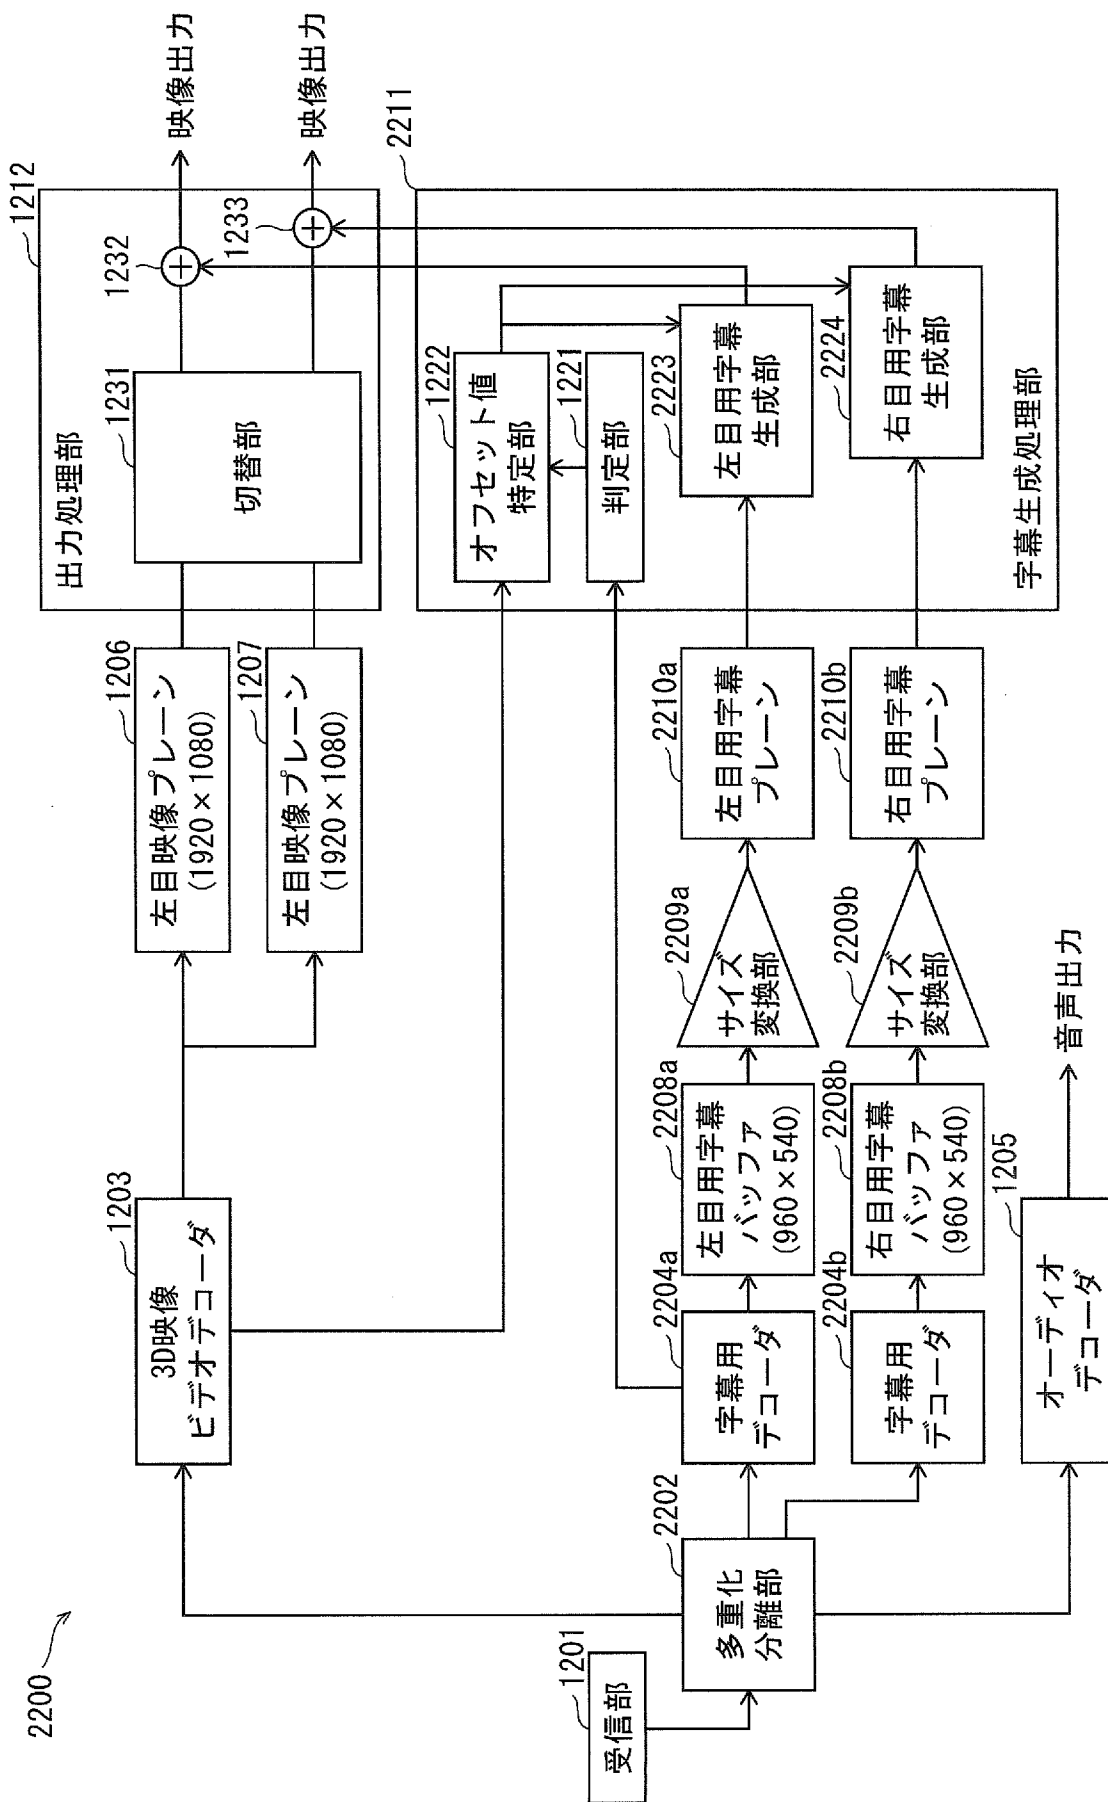 2200
1201
受信部
2202
多重化
分離部
1203
3D映像
ビデオデコーダ
1206
左目映像プレーン
(1920×1080)
1207
左目映像プレーン
(1920×1080)
1212
出力処理部
1231
切替部
1232
1233
映像出力
映像出力
2204a
字幕用
デコーダ
2208a
左目用字幕
バッファ
(960×540)
2209a
サイズ
変換部
2210a
左目用字幕
プレーン
2204b
字幕用
デコーダ
2208b
右目用字幕
バッファ
(960×540)
2209b
サイズ
変換部
2210b
右目用字幕
プレーン
2211
1222
オフセット値
特定部
1221
判定部
2223
左目用字幕
生成部
2224
右目用字幕
生成部
字幕生成処理部
1205
オーディオ
デコーダ
音声出力